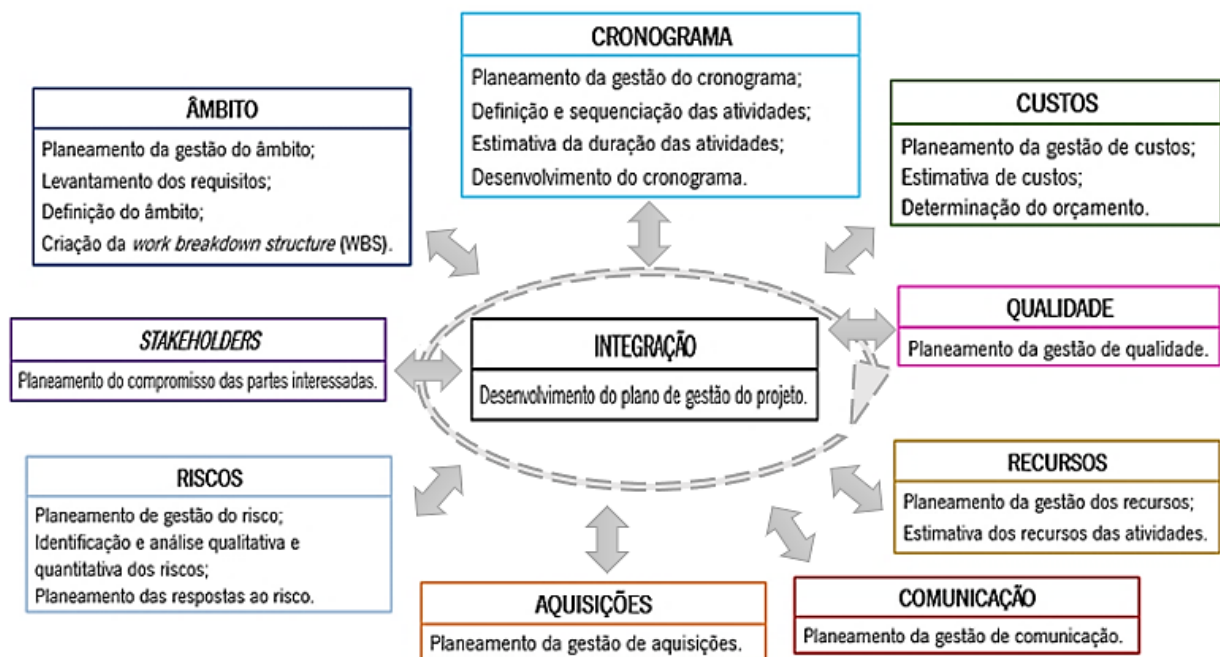 CRONOGRAMA
Planeamento da gestão do cronograma;
Definição e sequenciação das atividades;
Estimativa da duração das atividades;
Desenvolvimento do cronograma.
ÂMBITO
Planeamento da gestão do âmbito;
Levantamento dos requisitos;
Definição do âmbito;
Criação da work breakdown structure (WBS).
CUSTOS
Planeamento da gestão de custos;
Estimativa de custos;
Determinação do orçamento.
STAKEHOLDERS
Planeamento do compromisso das partes interessadas.
INTEGRAÇÃO
Desenvolvimento do plano de gestão do projeto.
QUALIDADE
Planeamento da gestão de qualidade.
RISCOS
Planeamento de gestão do risco;
Identificação e análise qualitativa e
quantitativa dos riscos;
Planeamento das respostas ao risco.
RECURSOS
Planeamento da gestão dos recursos;
Estimativa dos recursos das atividades.
AQUISIÇÕES
Planeamento da gestão de aquisições.
COMUNICAÇÃO
Planeamento da gestão de comunicação.